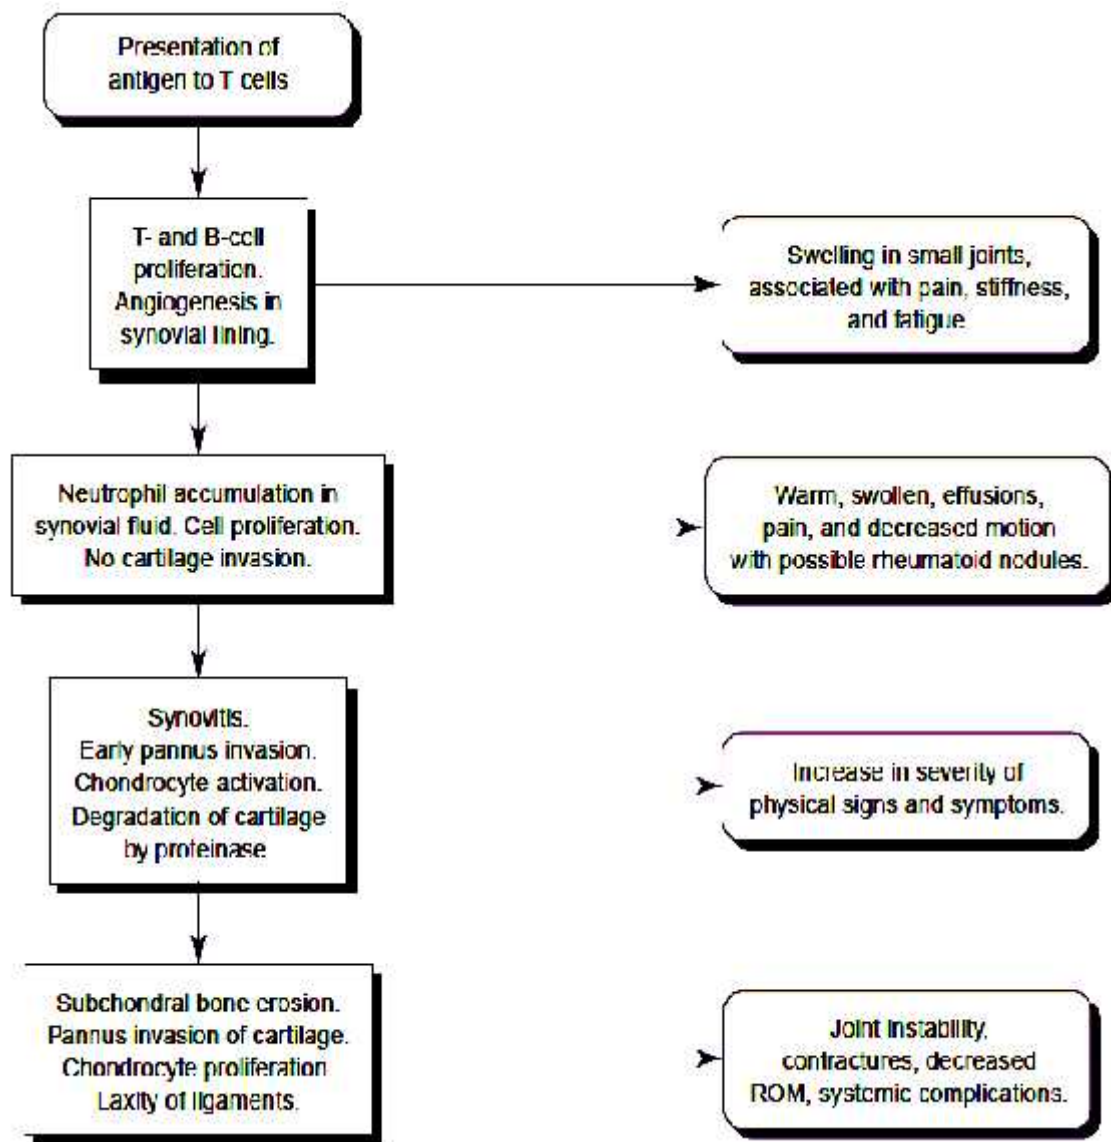 Presentation of
antigen to T cells
T- and B-cell
proliferation.
Angiogenesis in
synovial lining.
Swelling in small joints,
associated with pain, stiffness,
and fatigue
Neutrophil accumulation in
synovial fluid. Cell proliferation.
No cartilage invasion.
Warm, swollen, effusions,
pain, and decreased motion
with possible rheumatoid nodules.
Synovitis.
Early pannus invasion.
Chondrocyte activation.
Degradation of cartilage
by proteinase
Increase in severity of
physical signs and symptoms.
Subchondral bone erosion.
Pannus invasion of cartilage.
Chondrocyte proliferation
Laxity of ligaments.
Joint instability,
contractures, decreased
ROM, systemic complications.